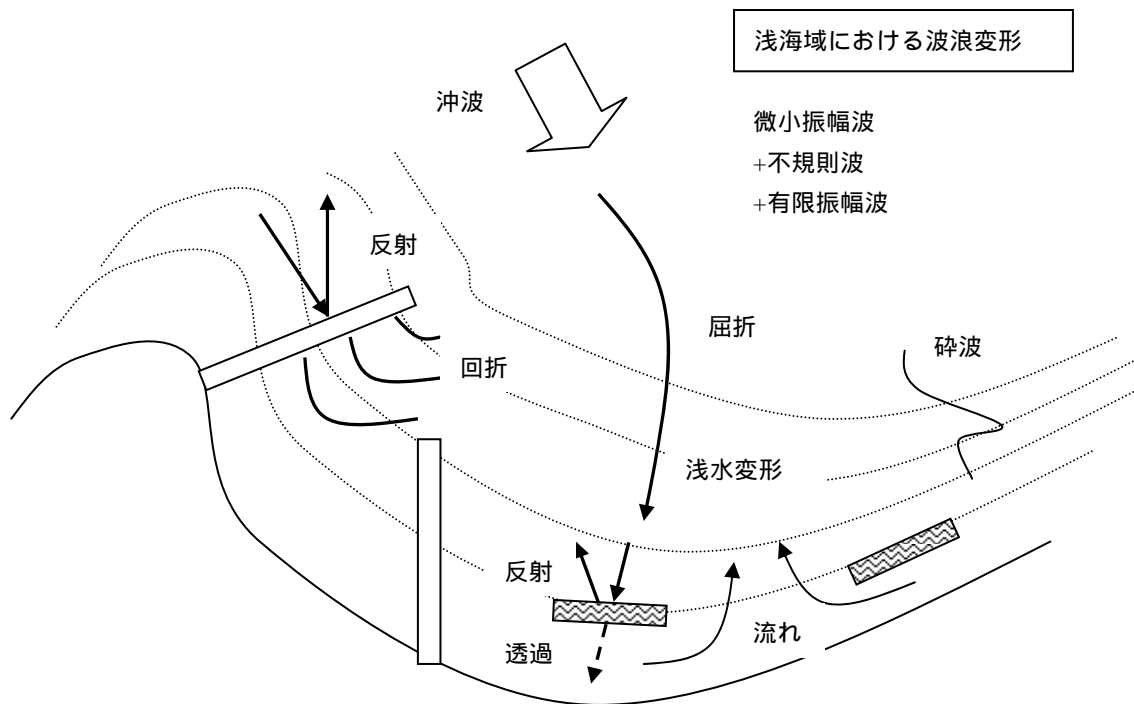 浅海域における波浪変形
沖波
微小振幅波
+不規則波
+有限振幅波
反射
屈折
砕波
回折
浅水変形
反射
流れ
透過